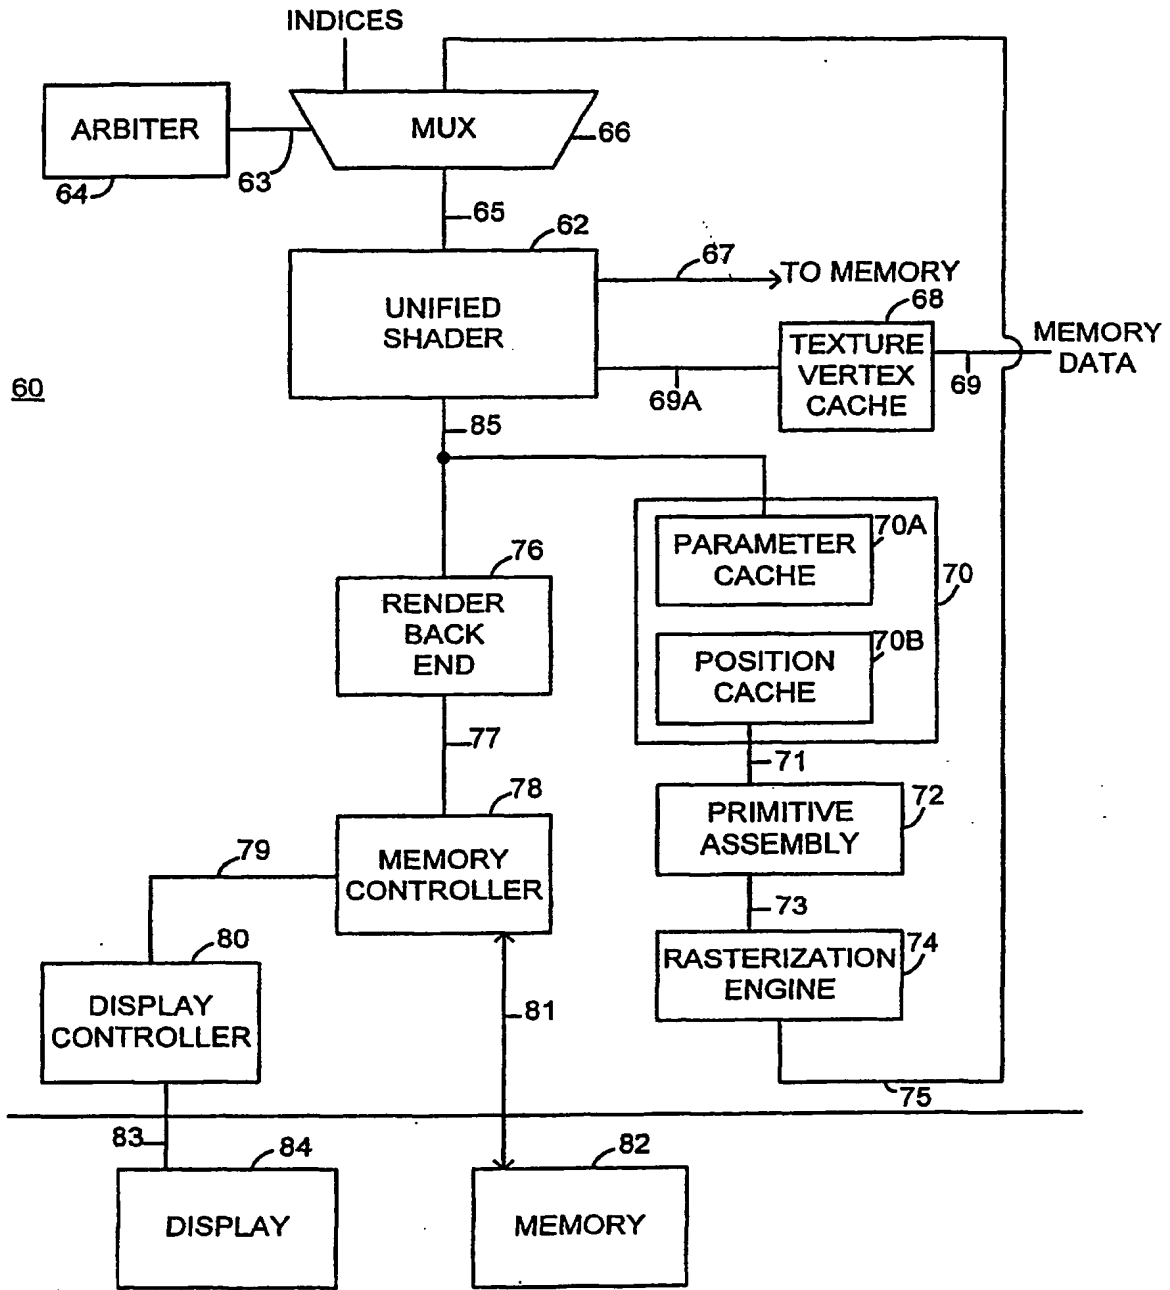 INDICES
ARBITER
MUX
66
64
63
65
62
67
TO MEMORY
UNIFIED
SHADER
68
TEXTURE
VERTEX
CACHE
MEMORY
DATA
69
69A
60
85
70A
PARAMETER
CACHE
70
76
RENDER
BACK
END
70B
POSITION
CACHE
77
71
78
72
PRIMITIVE
ASSEMBLY
79
MEMORY
CONTROLLER
73
80
74
RASTERIZATION
ENGINE
DISPLAY
CONTROLLER
81
75
83
84
82
DISPLAY
MEMORY